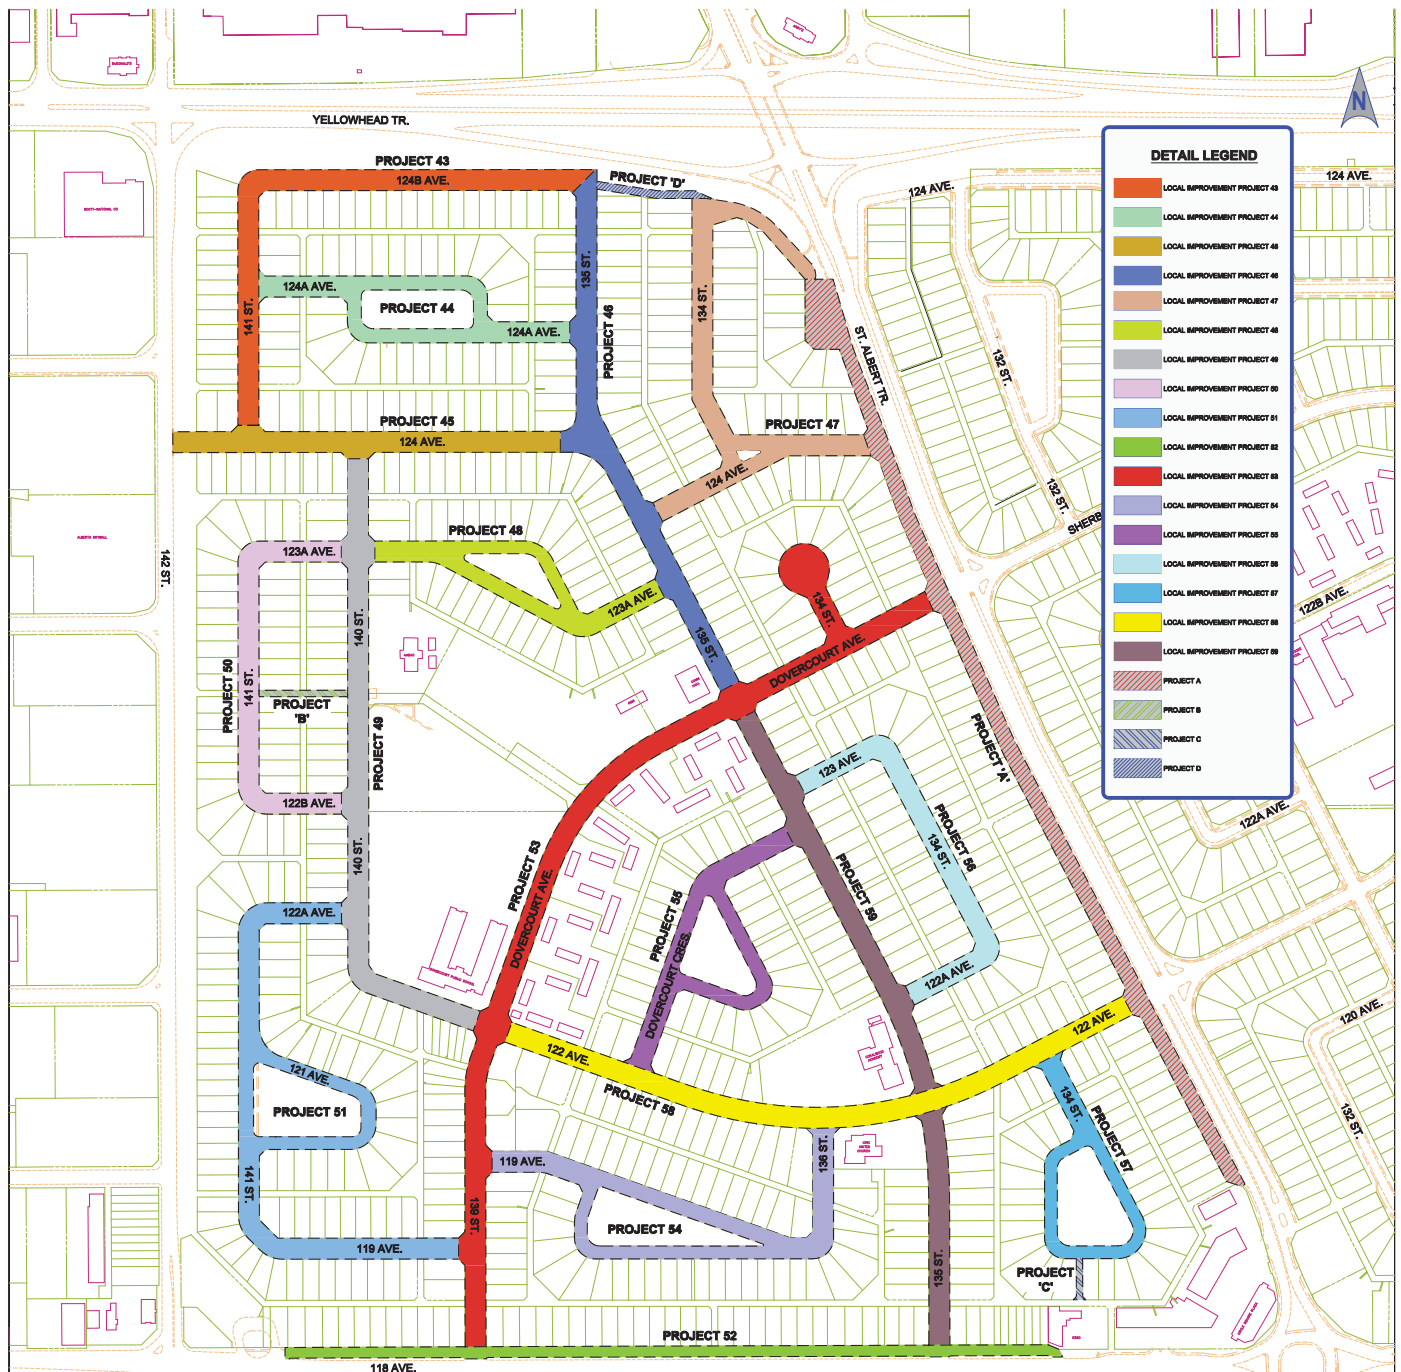 McDONALD'S
YELLOWHEAD TR.
N
PROJECT 43
124B AVE.
PROJECT 'D'
124 AVE.
124 AVE.
DETAIL LEGEND
LOCAL IMPROVEMENT PROJECT 43
LOCAL IMPROVEMENT PROJECT 44
LOCAL IMPROVEMENT PROJECT 45
LOCAL IMPROVEMENT PROJECT 46
LOCAL IMPROVEMENT PROJECT 47
LOCAL IMPROVEMENT PROJECT 48
LOCAL IMPROVEMENT PROJECT 49
LOCAL IMPROVEMENT PROJECT 50
LOCAL IMPROVEMENT PROJECT 51
LOCAL IMPROVEMENT PROJECT 52
LOCAL IMPROVEMENT PROJECT 53
LOCAL IMPROVEMENT PROJECT 54
LOCAL IMPROVEMENT PROJECT 55
LOCAL IMPROVEMENT PROJECT 56
LOCAL IMPROVEMENT PROJECT 57
LOCAL IMPROVEMENT PROJECT 58
LOCAL IMPROVEMENT PROJECT 59
PROJECT A
PROJECT B
PROJECT C
PROJECT D
141 ST.
124A AVE.
PROJECT 44
124A AVE.
135 ST.
PROJECT 46
134 ST.
ST. ALBERT TR.
132 ST.
PROJECT 45
124 AVE.
PROJECT 47
124 AVE.
132 ST.
SHERB
142 ST.
123A AVE.
PROJECT 48
123A AVE.
134 ST.
122B AVE.
140 ST.
135 ST.
DOVERCOURT AVE.
PROJECT 50
141 ST.
PROJECT
'B'
PROJECT 49
PROJECT 'A'
123 AVE.
122B AVE.
122A AVE.
140 ST.
PROJECT 53
DOVERCOURT AVE.
PROJECT 56
134 ST.
PROJECT 59
PROJECT 55
DOVERCOURT CRES.
122A AVE.
122A AVE.
120 AVE.
122 AVE.
122 AVE.
PROJECT 58
121 AVE.
PROJECT 51
134 ST.
PROJECT 57
132 ST.
136 ST.
119 AVE.
141 ST.
139 ST.
PROJECT 54
119 AVE.
135 ST.
PROJECT
'C'
PROJECT 52
118 AVE.